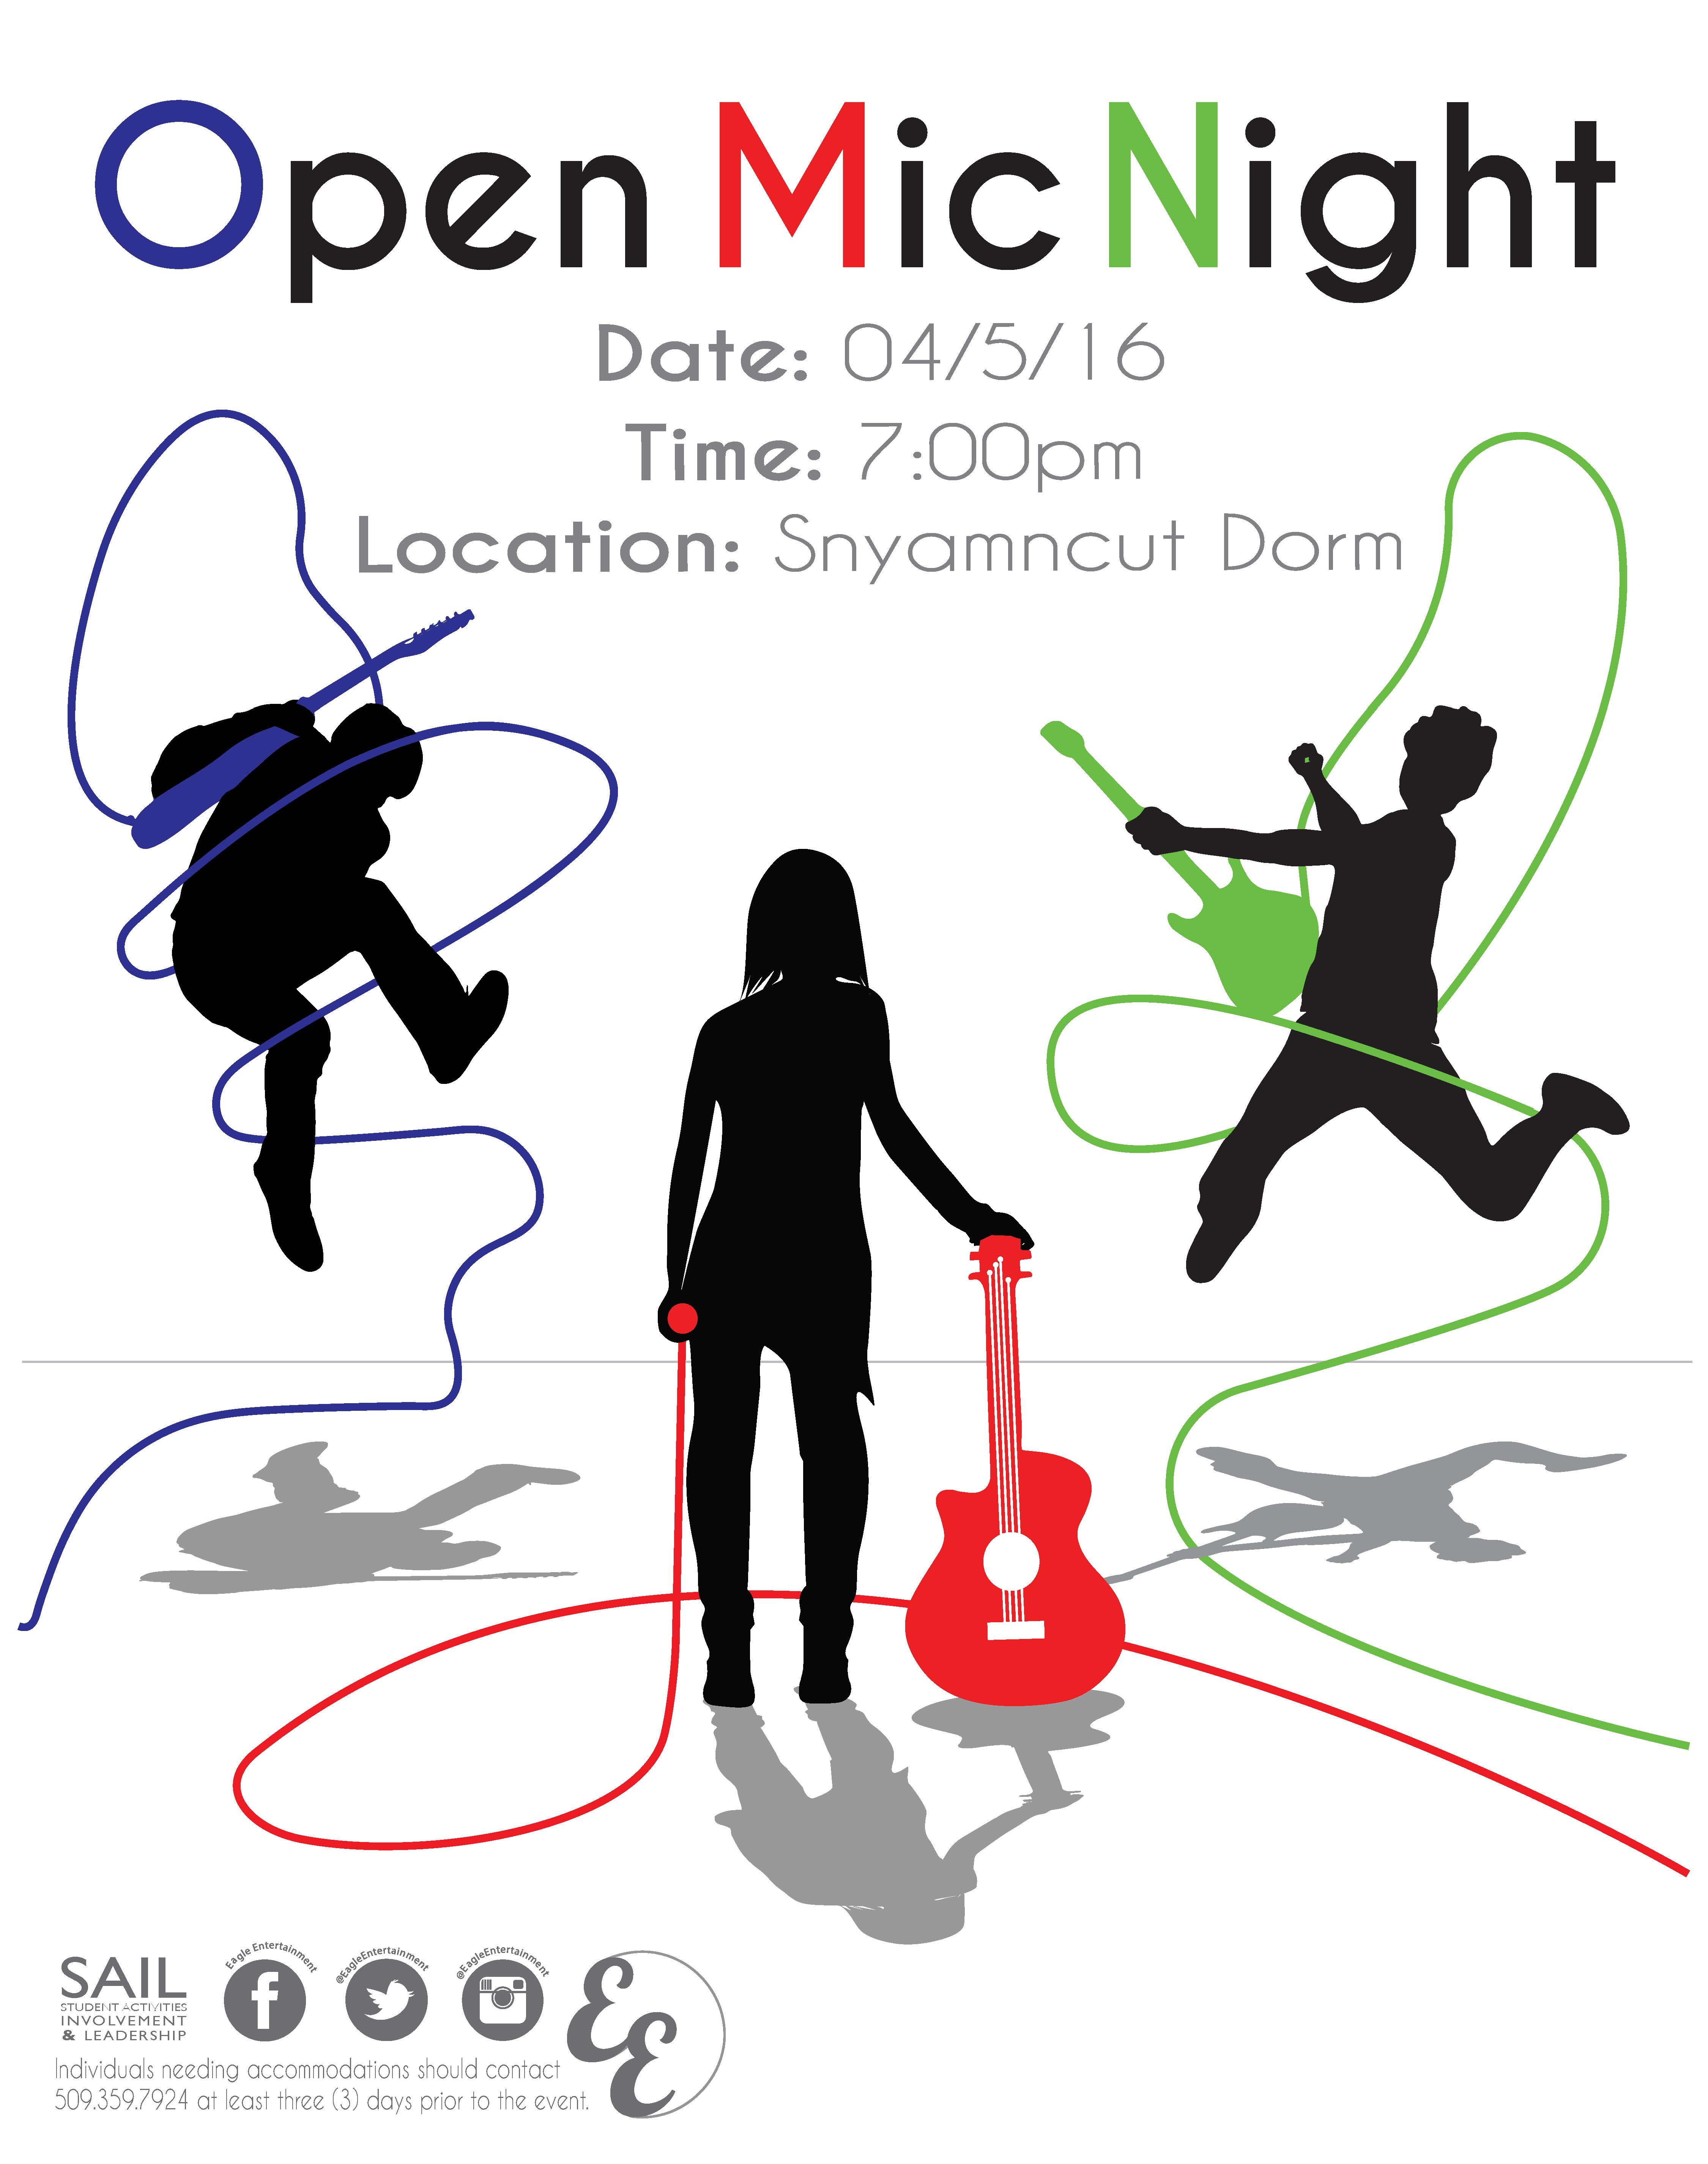 Open Mic Night
Date: 04/5/16
Time: 7:00pm
Location: Snyamncut Dorm
SAIL
STUDENT ACTIVITIES
INVOLVEMENT
& LEADERSHIP
Eagle Entertainment
@EagleEntertainment
@EagleEntertainment
EE
Individuals needing accommodations should contact
509.359.7924 at least three (3) days prior to the event.